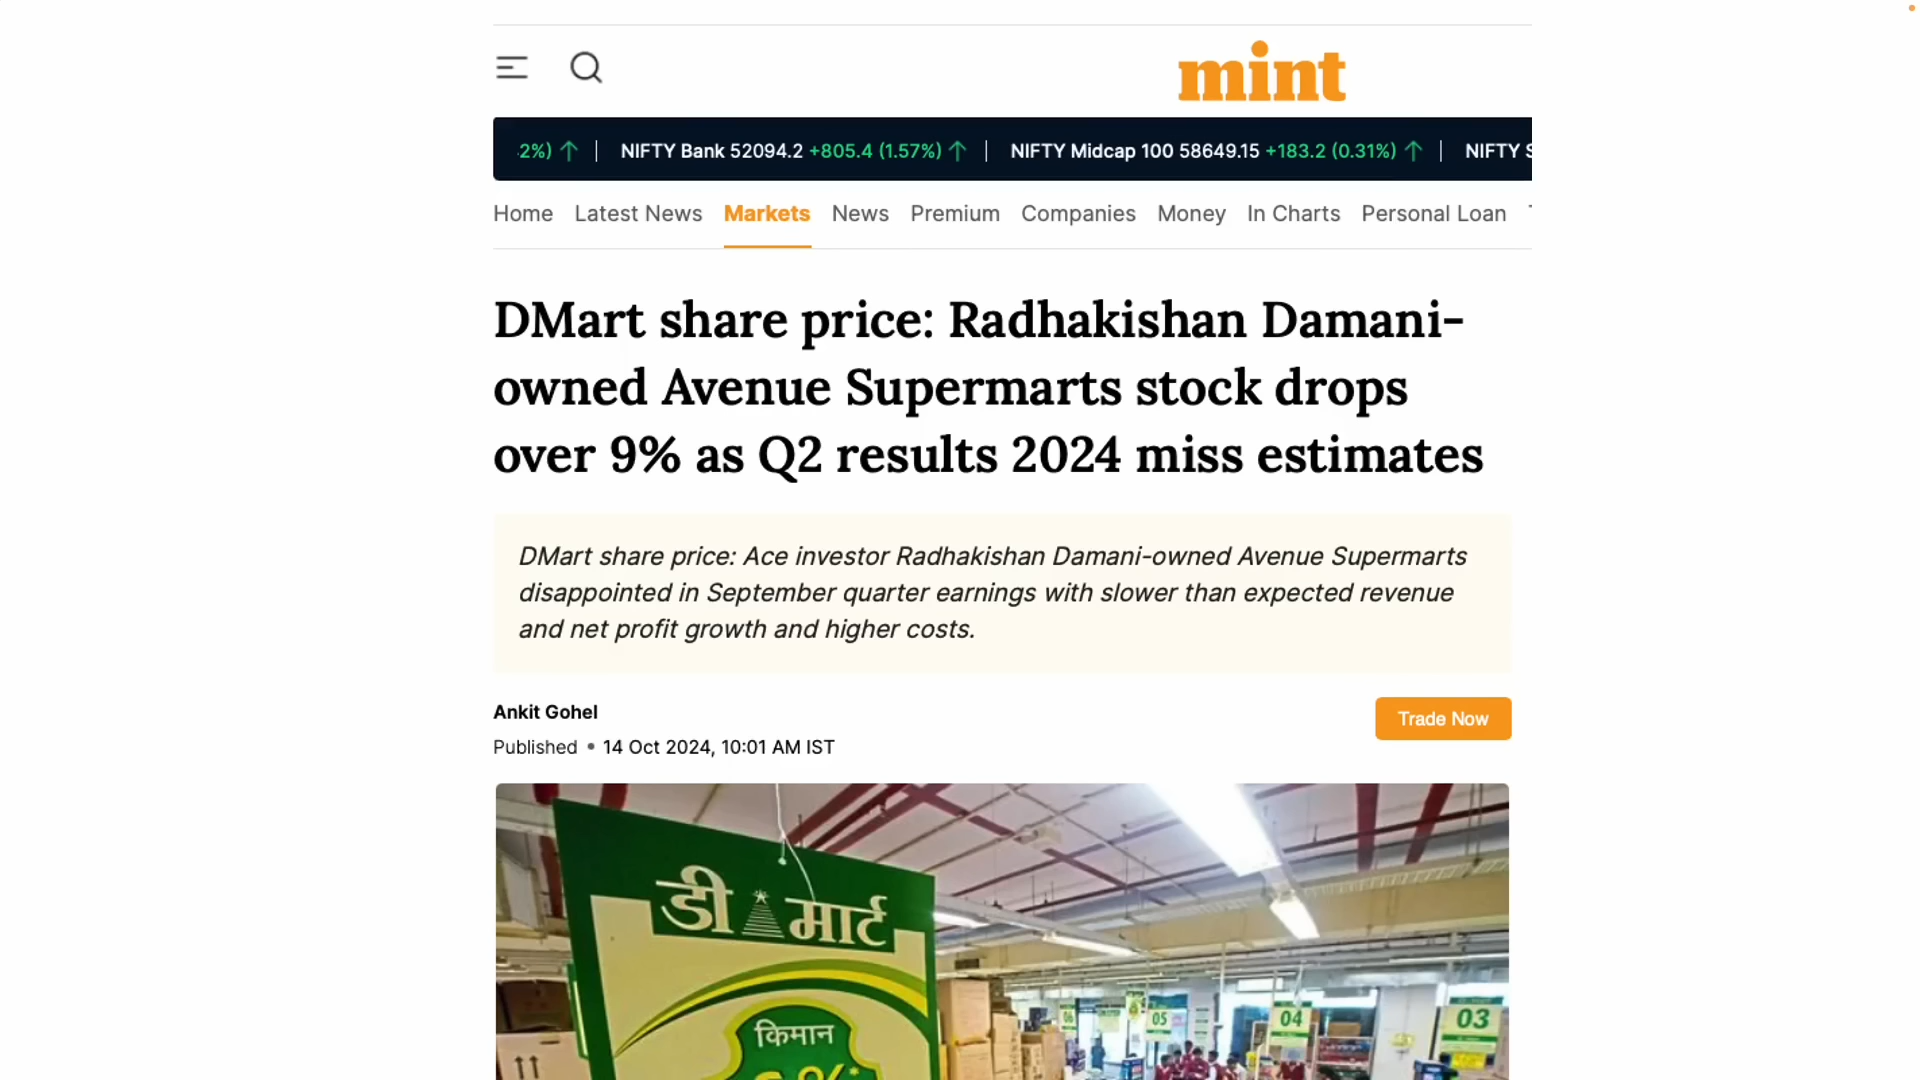 mint
2%) ↑ | NIFTY Bank 52094.2 +805.4 (1.57%) ↑ | NIFTY Midcap 100 58649.15 +183.2 (0.31%) ↑ | NIFTY S
Home Latest News Markets News Premium Companies Money In Charts Personal Loan
DMart share price: Radhakishan Damani-
owned Avenue Supermarts stock drops
over 9% as Q2 results 2024 miss estimates
DMart share price: Ace investor Radhakishan Damani-owned Avenue Supermarts
disappointed in September quarter earnings with slower than expected revenue
and net profit growth and higher costs.
Ankit Gohel
Trade Now
Published • 14 Oct 2024, 10:01 AM IST
डी मार्ट
किमान
06
05
04
03